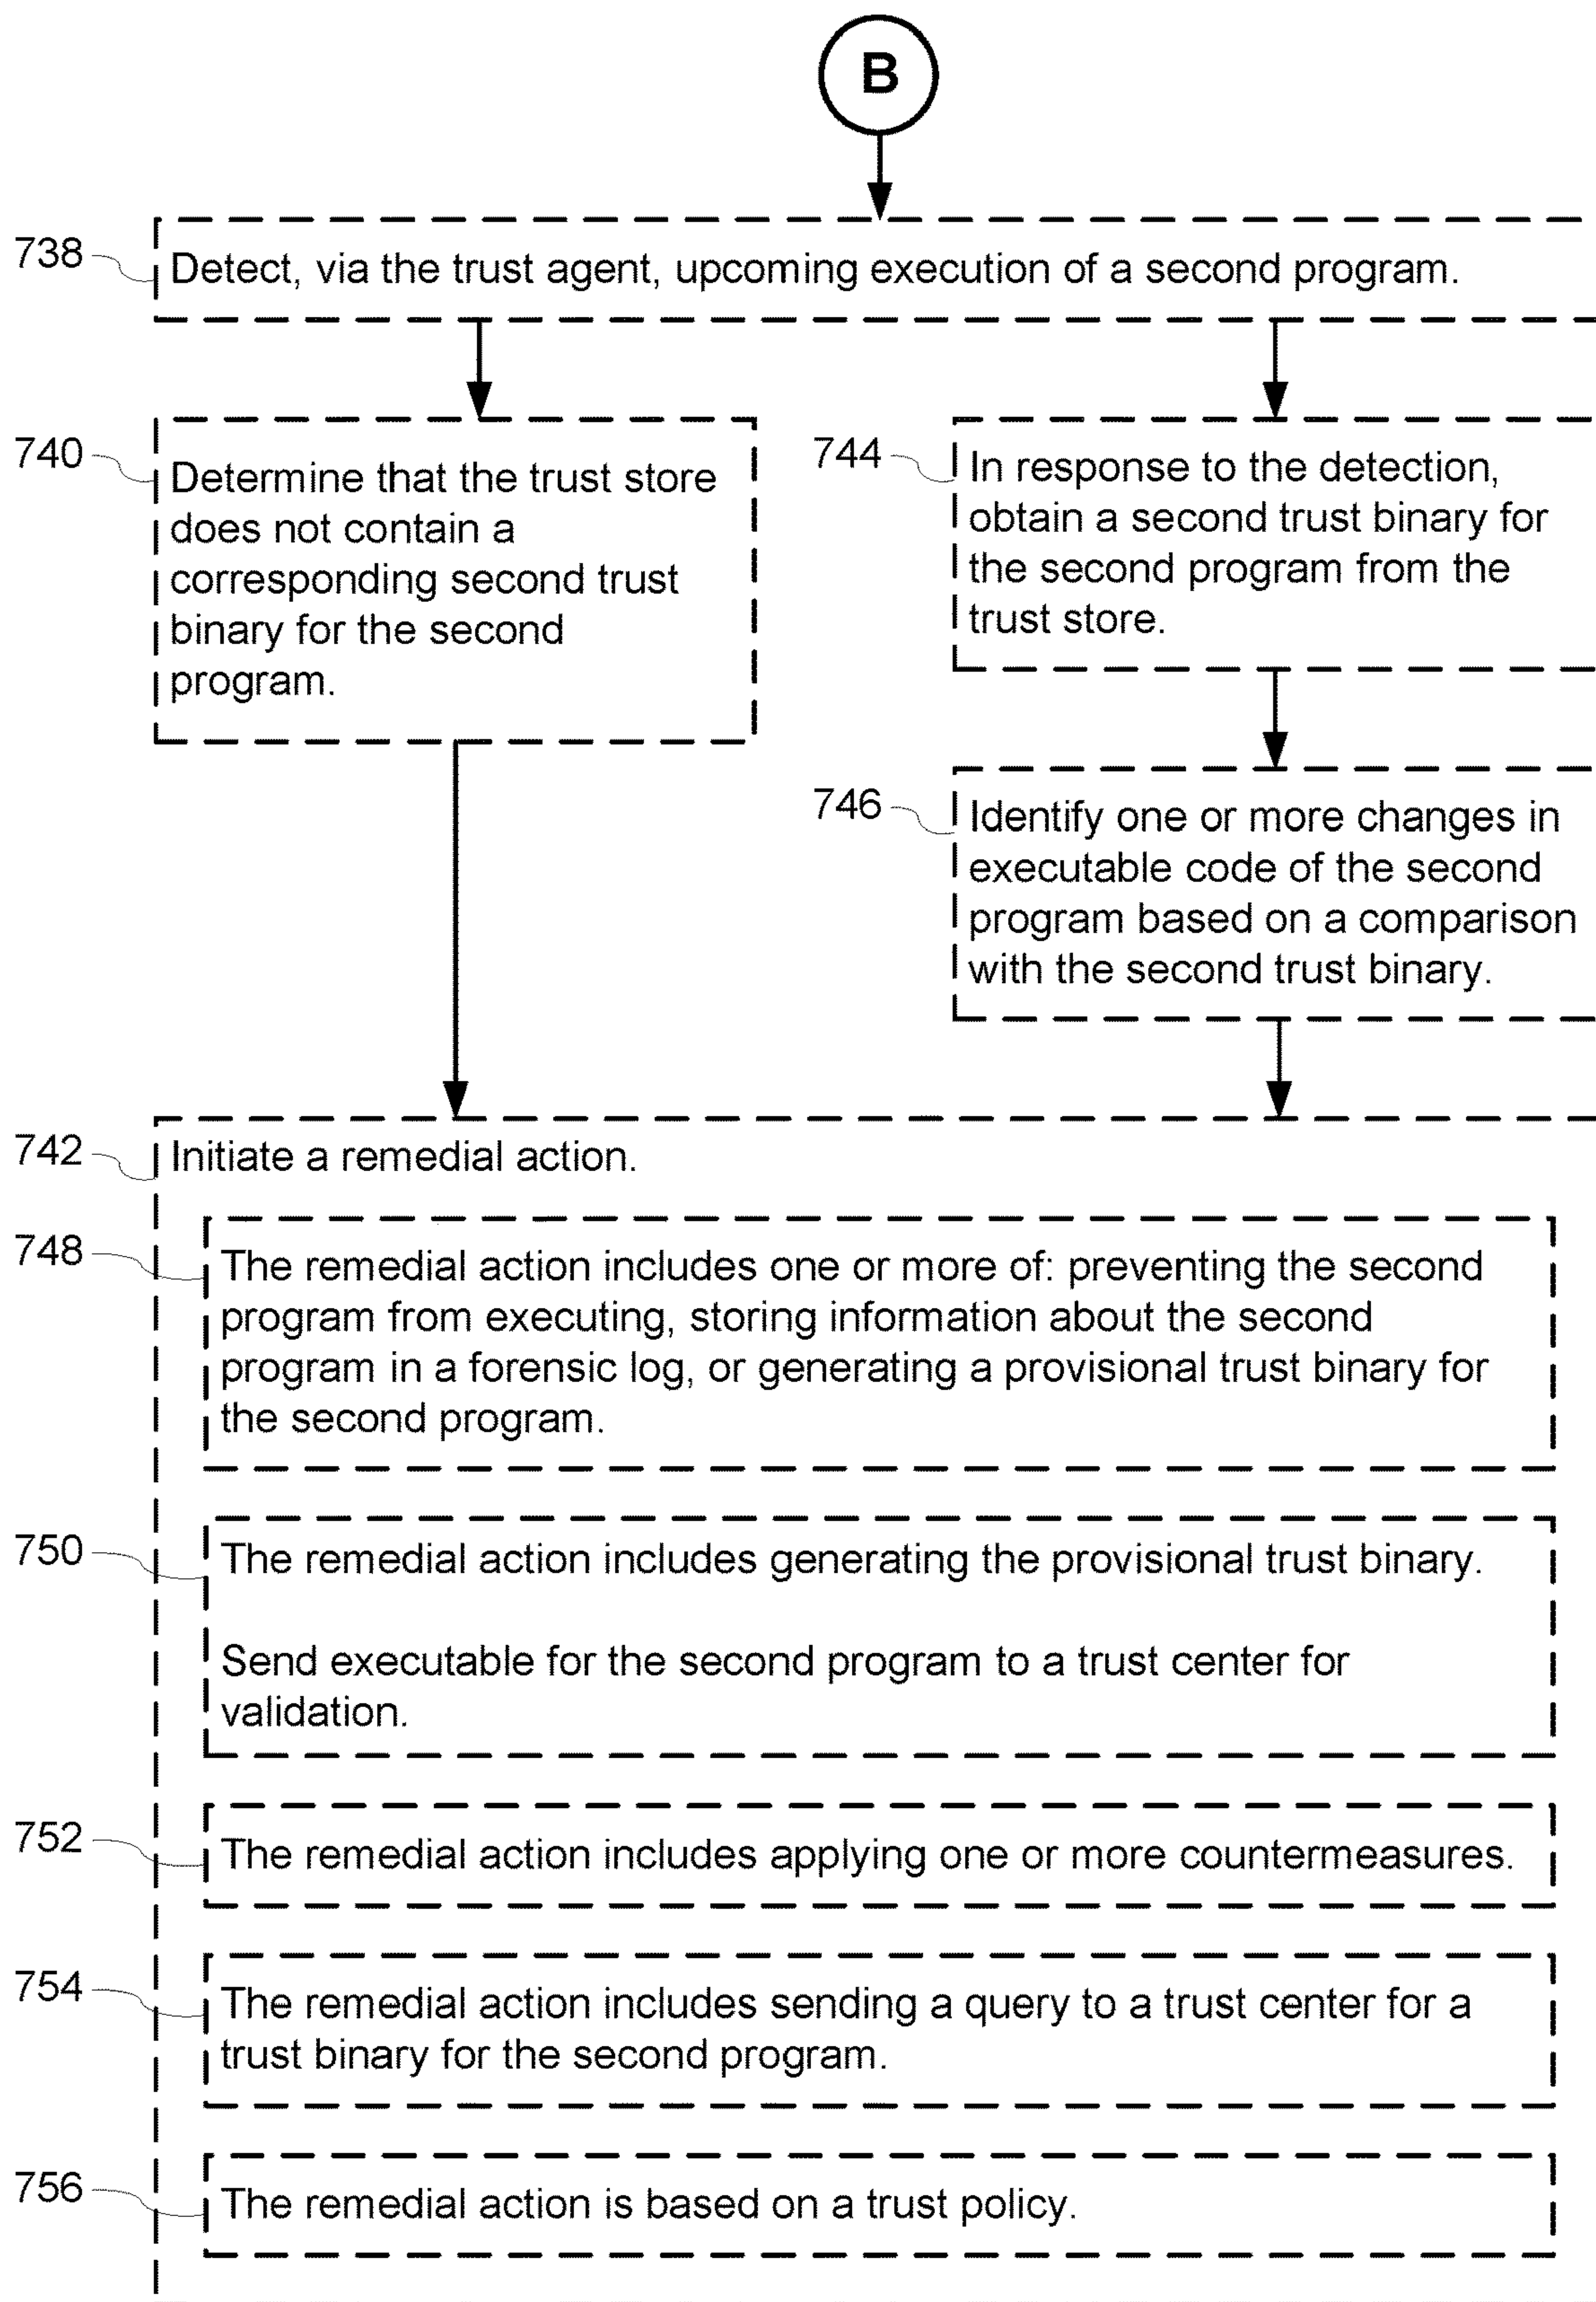 B
738
Detect, via the trust agent, upcoming execution of a second program.
740
Determine that the trust store
does not contain a
corresponding second trust
binary for the second
program.
744
In response to the detection,
obtain a second trust binary for
the second program from the
trust store.
746
Identify one or more changes in
executable code of the second
program based on a comparison
with the second trust binary.
742
Initiate a remedial action.
748
The remedial action includes one or more of: preventing the second
program from executing, storing information about the second
program in a forensic log, or generating a provisional trust binary for
the second program.
750
The remedial action includes generating the provisional trust binary.
Send executable for the second program to a trust center for
validation.
752
The remedial action includes applying one or more countermeasures.
754
The remedial action includes sending a query to a trust center for a
trust binary for the second program.
756
The remedial action is based on a trust policy.